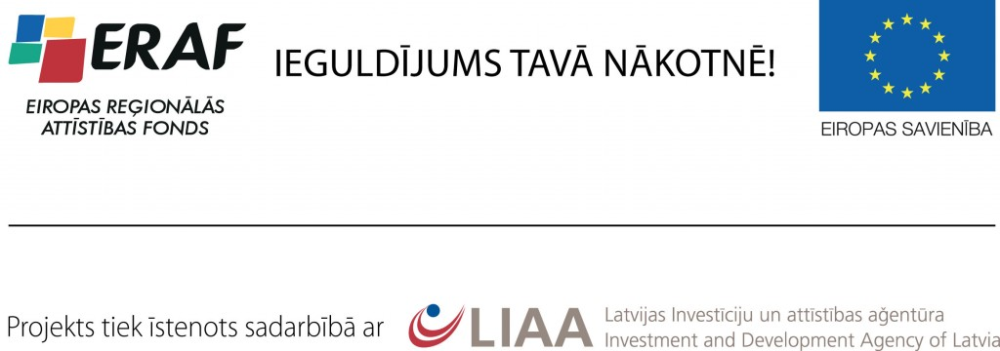 ERAF
EIROPAS REĢIONĀLĀS
ATTĪSTĪBAS FONDS
IEGULDĪJUMS TAVĀ NĀKOTNĒ!
EIROPAS SAVIENĪBA
Projekts tiek īstenots sadarbībā ar
LIAA
Latvijas Investīciju un attīstības aģentūra
Investment and Development Agency of Latvia